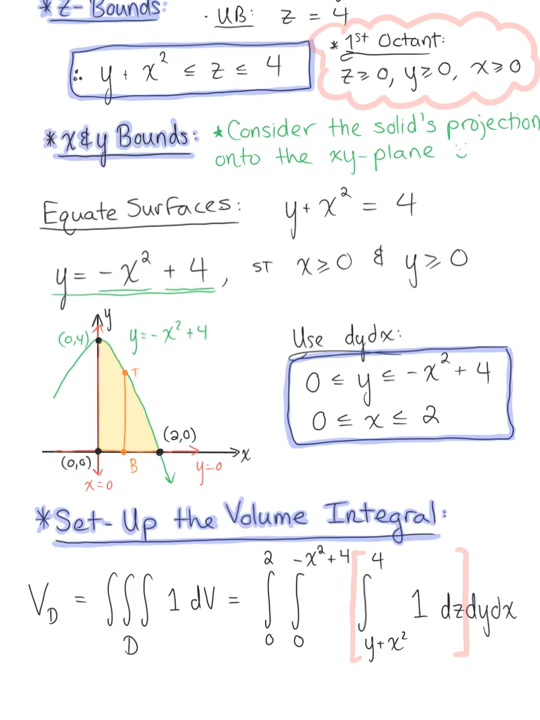 *Z-Bounds:
· UB: z = 4
∴ y + x² ≤ z ≤ 4
* 1st Octant:
z ≥ 0, y ≥ 0, x ≥ 0
*x&y Bounds:
*Consider the solid's projection
onto the xy-plane
Equate Surfaces: y + x² = 4
y = -x² + 4, ST x ≥ 0 & y ≥ 0
y
(0,4)
y = -x² + 4
T
(2,0)
x
(0,0)
B
y=0
x=0
Use dydx:
0 ≤ y ≤ -x² + 4
0 ≤ x ≤ 2
*Set-Up the Volume Integral:
V_D = ∭_D 1 dV = ∫_0^2 ∫_0^{-x²+4} [ ∫_{y+x²}^4 1 dz ] dydx